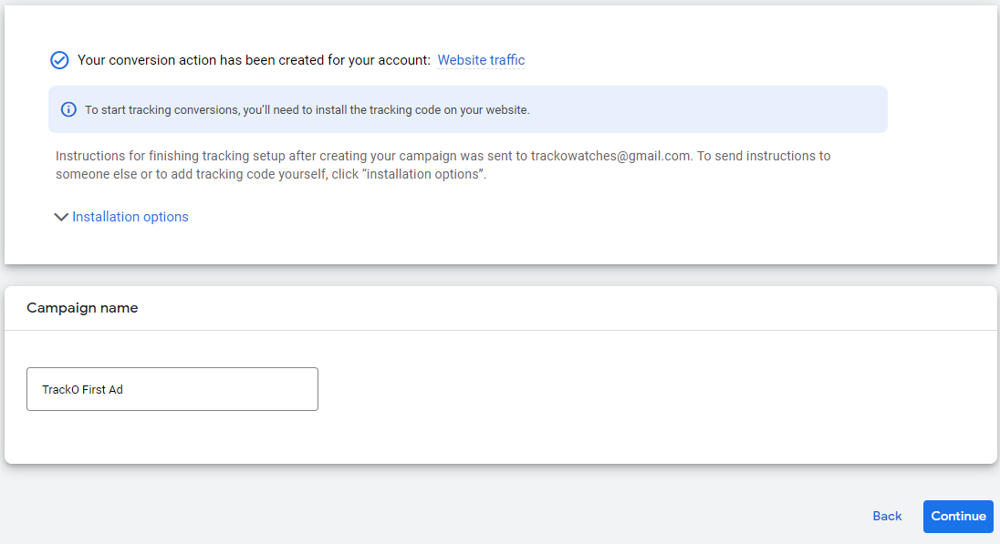 Your conversion action has been created for your account: Website traffic
To start tracking conversions, you’ll need to install the tracking code on your website.
Instructions for finishing tracking setup after creating your campaign was sent to trackowatches@gmail.com. To send instructions to
someone else or to add tracking code yourself, click “installation options”.
Installation options
Campaign name
TrackO First Ad
Back
Continue